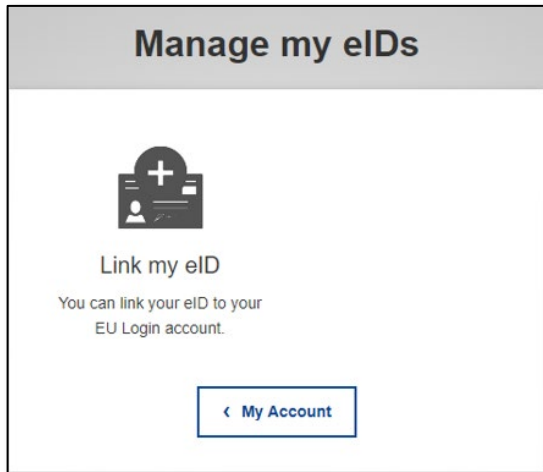 Manage my eIDs
Link my eID
You can link your eID to your
EU Login account.
‹ My Account